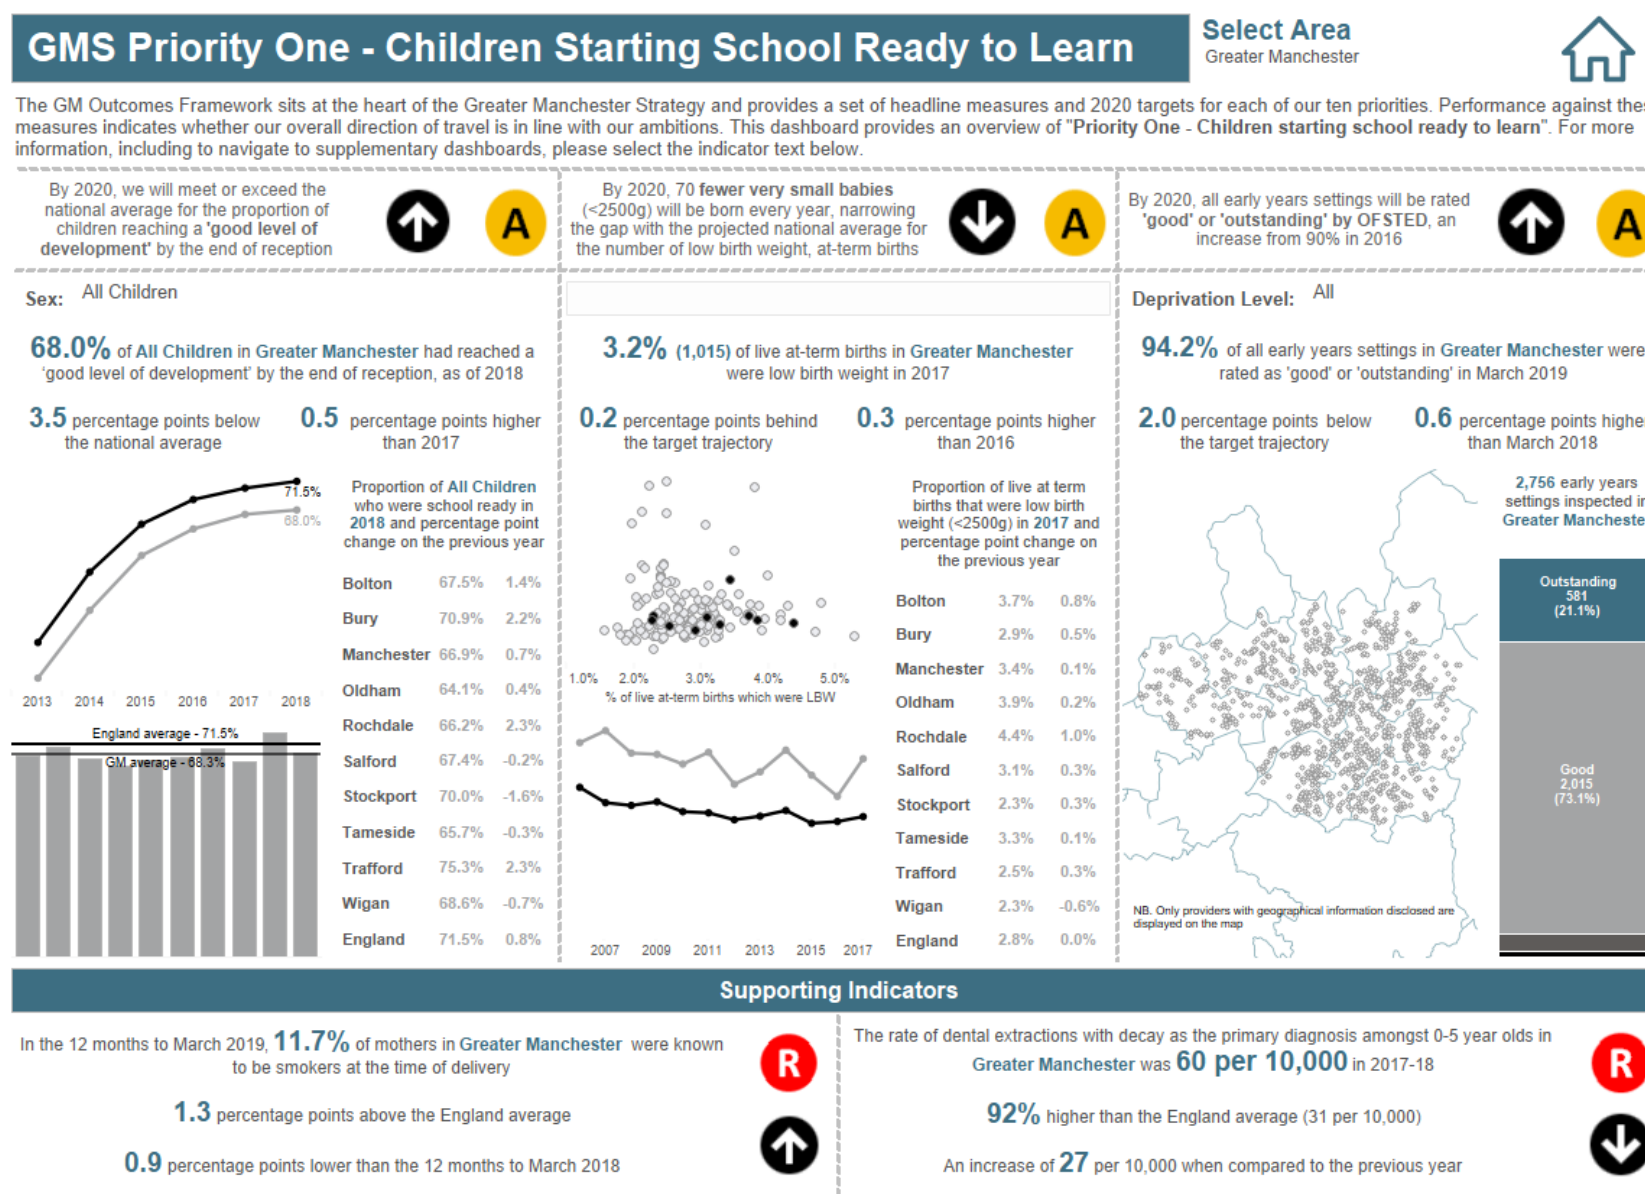 GMS Priority One - Children Starting School Ready to Learn
Select Area
Greater Manchester
The GM Outcomes Framework sits at the heart of the Greater Manchester Strategy and provides a set of headline measures and 2020 targets for each of our ten priorities. Performance against
measures indicates whether our overall direction of travel is in line with our ambitions. This dashboard provides an overview of "Priority One - Children starting school ready to learn". For more
information, including to navigate to supplementary dashboards, please select the indicator text below.
By 2020, we will meet or exceed the
national average for the proportion of
children reaching a 'good level of
development' by the end of reception
A
By 2020, 70 fewer very small babies
(<2500g) will be born every year, narrowing
the gap with the projected national average for
the number of low birth weight, at-term births
A
By 2020, all early years settings will be rated
'good' or 'outstanding' by OFSTED, an
increase from 90% in 2016
A
Sex: All Children
68.0% of All Children in Greater Manchester had reached a
'good level of development' by the end of reception, as of 2018
3.5 percentage points below
the national average
0.5 percentage points higher
than 2017
71.5%
68.0%
2013 2014 2015 2016 2017 2018
England average - 71.5%
GM average - 68.3%
Proportion of All Children
who were school ready in
2018 and percentage point
change on the previous year
Bolton 67.5% 1.4%
Bury 70.9% 2.2%
Manchester 66.9% 0.7%
Oldham 64.1% 0.4%
Rochdale 66.2% 2.3%
Salford 67.4% -0.2%
Stockport 70.0% -1.6%
Tameside 65.7% -0.3%
Trafford 75.3% 2.3%
Wigan 68.6% -0.7%
England 71.5% 0.8%
3.2% (1,015) of live at-term births in Greater Manchester
were low birth weight in 2017
0.2 percentage points behind
the target trajectory
0.3 percentage points higher
than 2016
1.0% 2.0% 3.0% 4.0% 5.0%
% of live at-term births which were LBW
2007 2009 2011 2013 2015 2017
Proportion of live at term
births that were low birth
weight (<2500g) in 2017 and
percentage point change on
the previous year
Bolton 3.7% 0.8%
Bury 2.9% 0.5%
Manchester 3.4% 0.1%
Oldham 3.9% 0.2%
Rochdale 4.4% 1.0%
Salford 3.1% 0.3%
Stockport 2.3% 0.3%
Tameside 3.3% 0.1%
Trafford 2.5% 0.3%
Wigan 2.3% -0.6%
England 2.8% 0.0%
Deprivation Level: All
94.2% of all early years settings in Greater Manchester were
rated as 'good' or 'outstanding' in March 2019
2.0 percentage points below
the target trajectory
0.6 percentage points higher
than March 2018
NB. Only providers with geographical information disclosed are
displayed on the map
2,756 early years
settings inspected in
Greater Mancheste
Outstanding
581
(21.1%)
Good
2,015
(73.1%)
Supporting Indicators
In the 12 months to March 2019, 11.7% of mothers in Greater Manchester were known
to be smokers at the time of delivery
R
1.3 percentage points above the England average
0.9 percentage points lower than the 12 months to March 2018
The rate of dental extractions with decay as the primary diagnosis amongst 0-5 year olds in
Greater Manchester was 60 per 10,000 in 2017-18
R
92% higher than the England average (31 per 10,000)
An increase of 27 per 10,000 when compared to the previous year